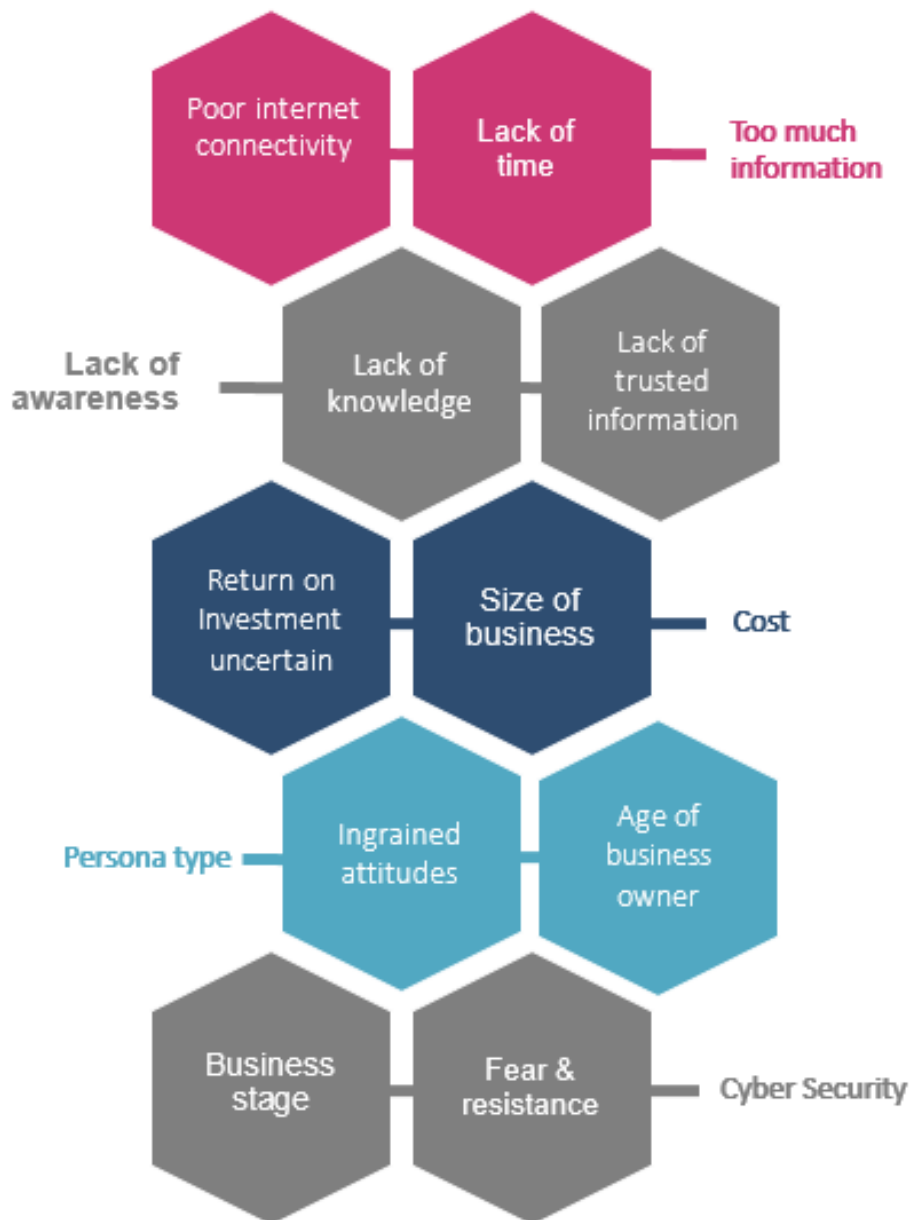 Poor internet
connectivity
Lack of
time
Too much
information
Lack of
awareness
Lack of
knowledge
Lack of
trusted
information
Return on
Investment
uncertain
Size of
business
Cost
Persona type
Ingrained
attitudes
Age of
business
owner
Business
stage
Fear &
resistance
Cyber Security